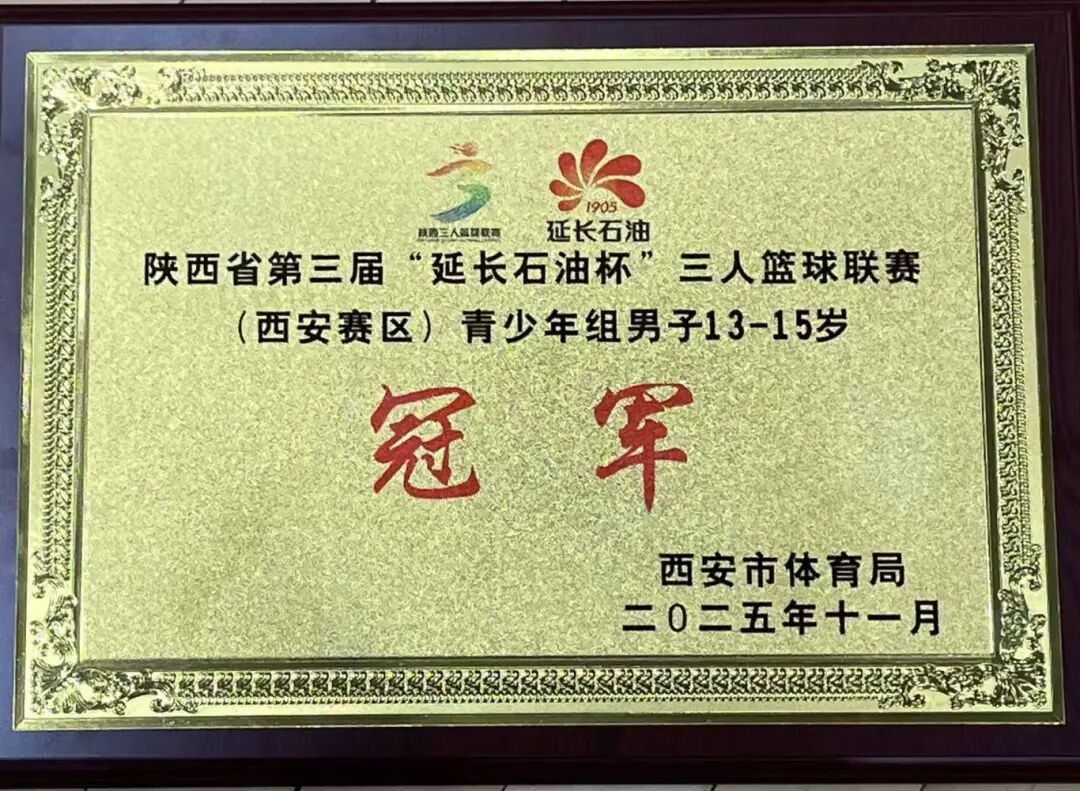 陕西三人篮球联赛
1905
延长石油
陕西省第三届“延长石油杯”三人篮球联赛
（西安赛区）青少年组男子13-15岁
冠军
西安市体育局
二〇二五年十一月